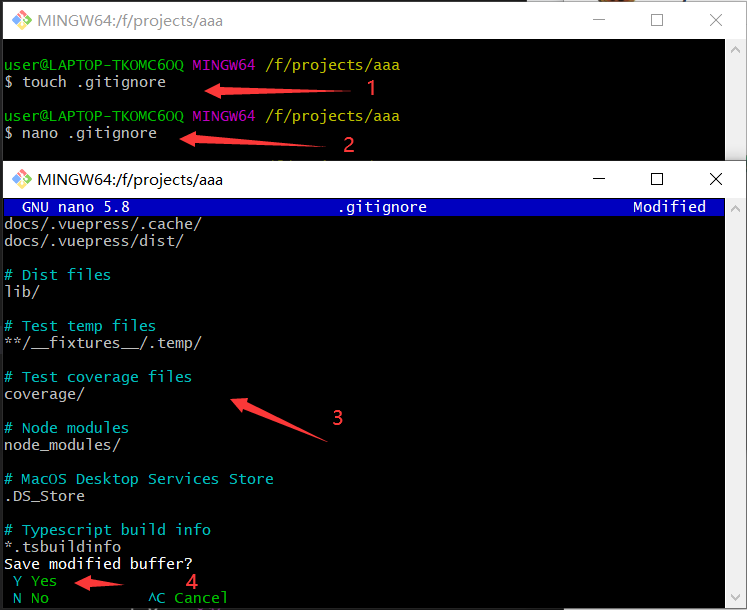 MINGW64:/f/projects/aaa
user@LAPTOP-TKOMC6OQ MINGW64 /f/projects/aaa
$ touch .gitignore
1
user@LAPTOP-TKOMC6OQ MINGW64 /f/projects/aaa
$ nano .gitignore
2
MINGW64:/f/projects/aaa
GNU nano 5.8 .gitignore Modified
docs/.vuepress/.cache/
docs/.vuepress/dist/
# Dist files
lib/
# Test temp files
**/__fixtures__/.temp/
# Test coverage files
coverage/
3
# Node modules
node_modules/
# MacOS Desktop Services Store
.DS_Store
# Typescript build info
*.tsbuildinfo
Save modified buffer?
Y Yes 4
N No ^C Cancel